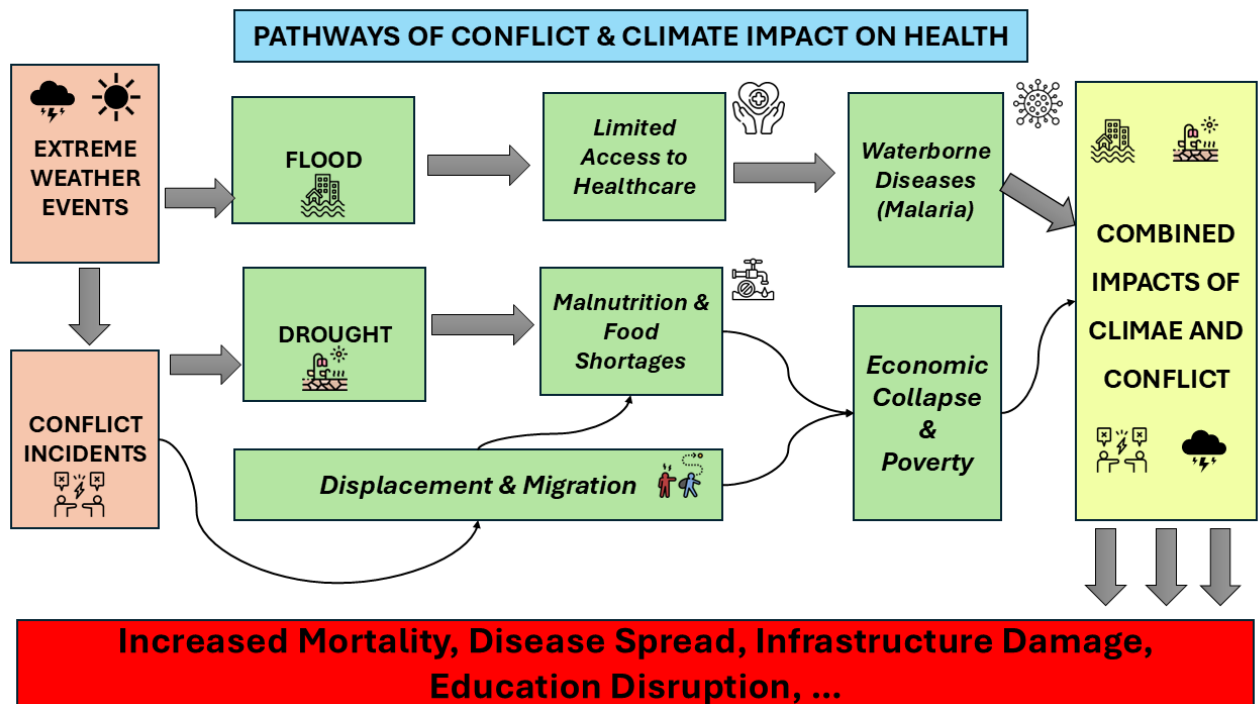 PATHWAYS OF CONFLICT & CLIMATE IMPACT ON HEALTH
EXTREME
WEATHER
EVENTS
FLOOD
Limited
Access to
Healthcare
Waterborne
Diseases
(Malaria)
COMBINED
IMPACTS OF
CLIMAE AND
CONFLICT
DROUGHT
Malnutrition &
Food
Shortages
Economic
Collapse
&
Poverty
CONFLICT
INCIDENTS
Displacement & Migration
Increased Mortality, Disease Spread, Infrastructure Damage,
Education Disruption, ...